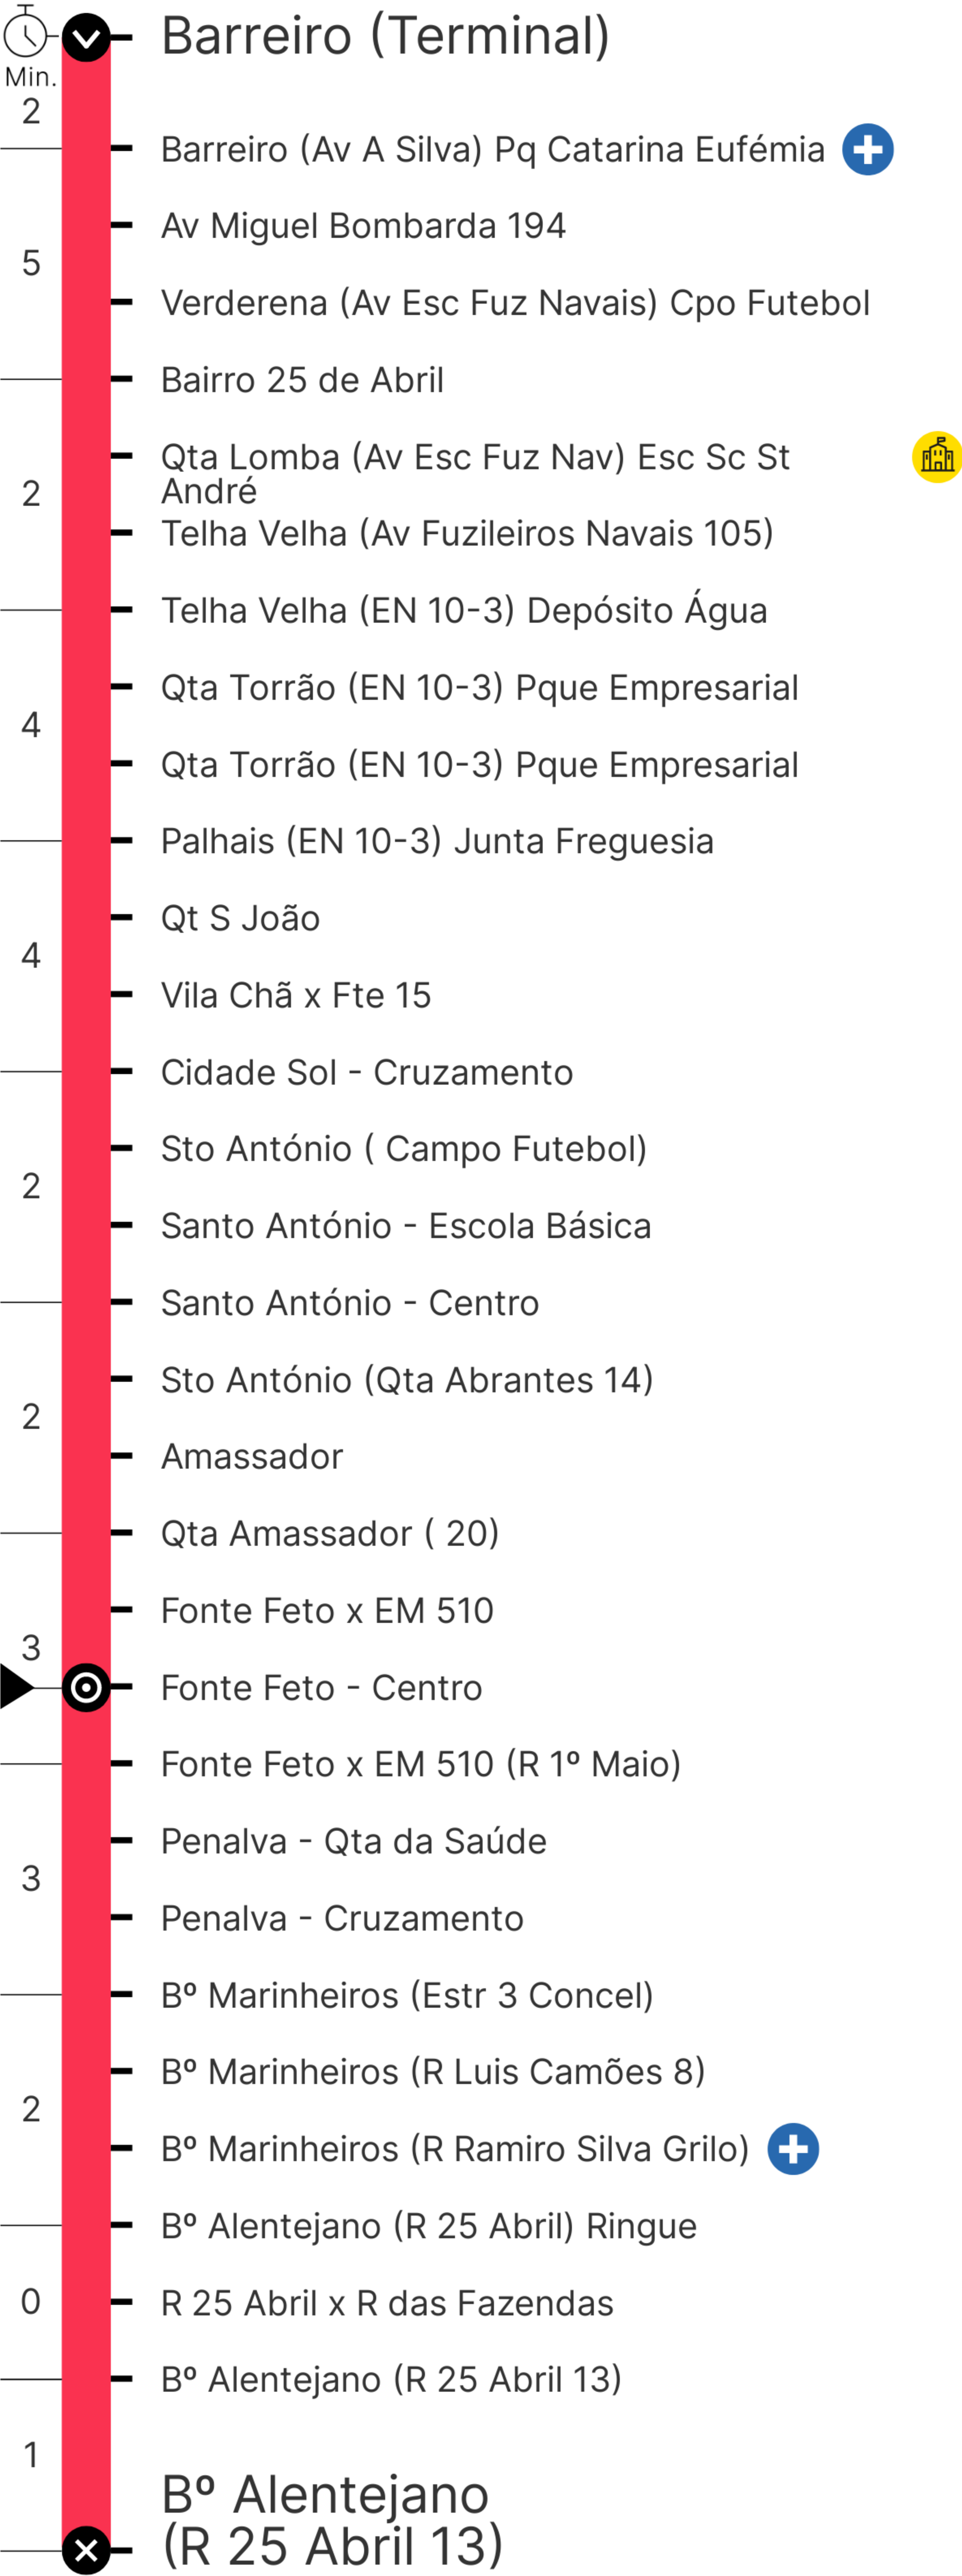 Barreiro (Terminal)
Min.
2
Barreiro (Av A Silva) Pq Catarina Eufémia
Av Miguel Bombarda 194
5
Verderena (Av Esc Fuz Navais) Cpo Futebol
Bairro 25 de Abril
Qta Lomba (Av Esc Fuz Nav) Esc Sc St
André
2
Telha Velha (Av Fuzileiros Navais 105)
Telha Velha (EN 10-3) Depósito Água
Qta Torrão (EN 10-3) Pque Empresarial
4
Qta Torrão (EN 10-3) Pque Empresarial
Palhais (EN 10-3) Junta Freguesia
Qt S João
4
Vila Chã x Fte 15
Cidade Sol - Cruzamento
Sto António ( Campo Futebol)
2
Santo António - Escola Básica
Santo António - Centro
Sto António (Qta Abrantes 14)
2
Amassador
Qta Amassador ( 20)
Fonte Feto x EM 510
3
Fonte Feto - Centro
Fonte Feto x EM 510 (R 1º Maio)
Penalva - Qta da Saúde
3
Penalva - Cruzamento
Bº Marinheiros (Estr 3 Concel)
Bº Marinheiros (R Luis Camões 8)
2
Bº Marinheiros (R Ramiro Silva Grilo)
Bº Alentejano (R 25 Abril) Ringue
0
R 25 Abril x R das Fazendas
Bº Alentejano (R 25 Abril 13)
1
Bº Alentejano
(R 25 Abril 13)